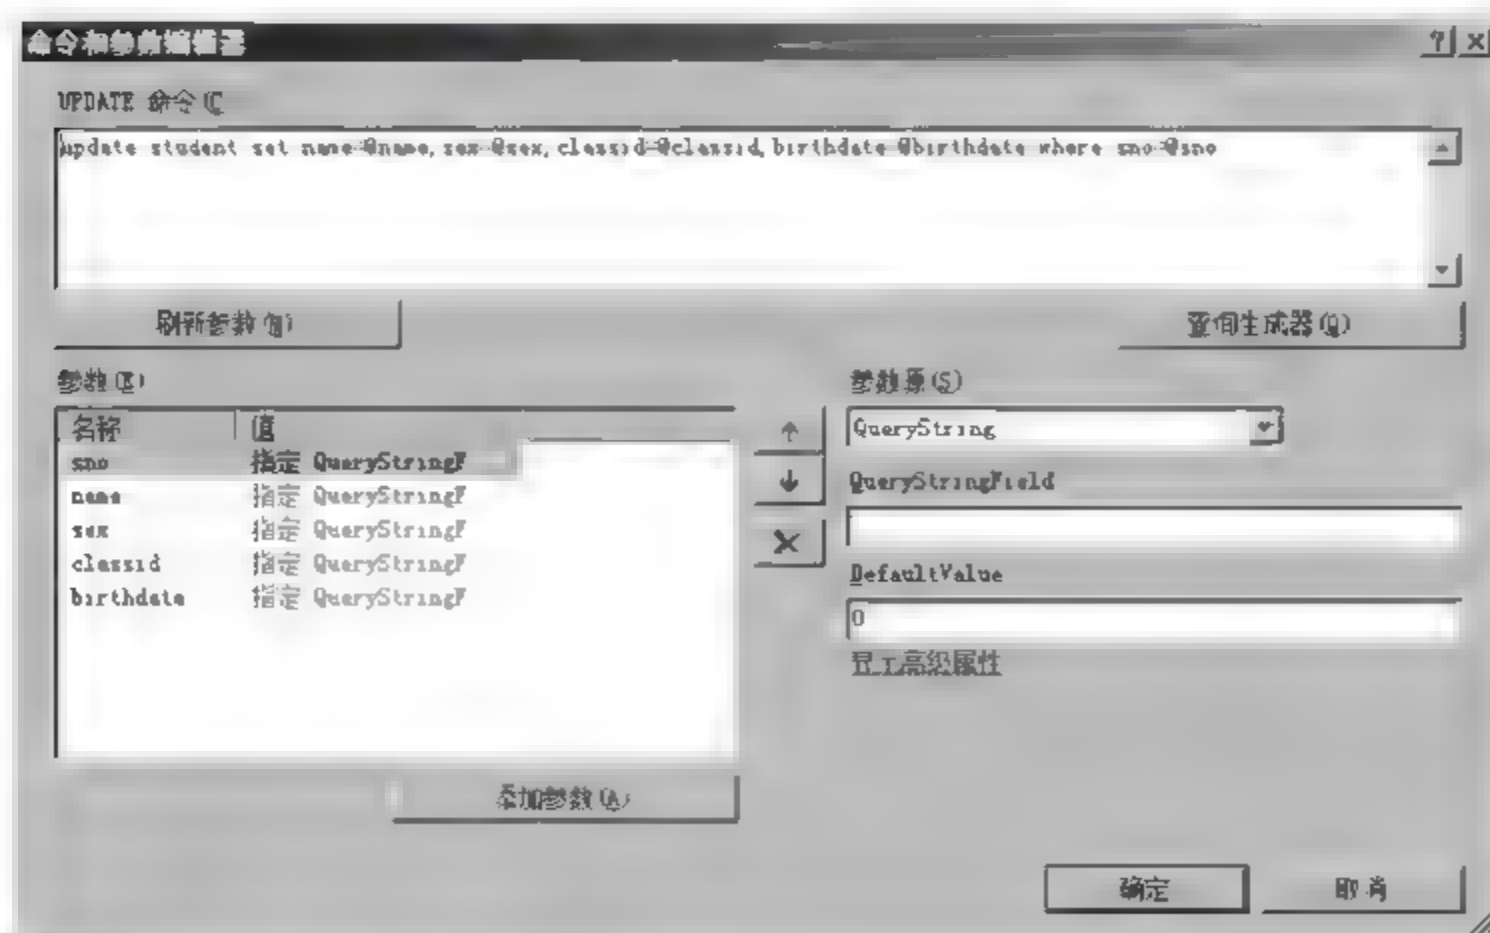 命令和参数编辑器
UPDATE 命令(C
update student set name=@name,sex=@sex,classid=@classid,birthdate=@birthdate where sno=@sno
刷新参数(N)
查询生成器(Q)
参数(E)
参数源(S)
名称 值
QueryString
sno 指定 QueryStringF
name 指定 QueryStringF
QueryStringField
sex 指定 QueryStringF
classid 指定 QueryStringF
DefaultValue
birthdate 指定 QueryStringF
0
显示高级属性
添加参数(A)
确定
取消